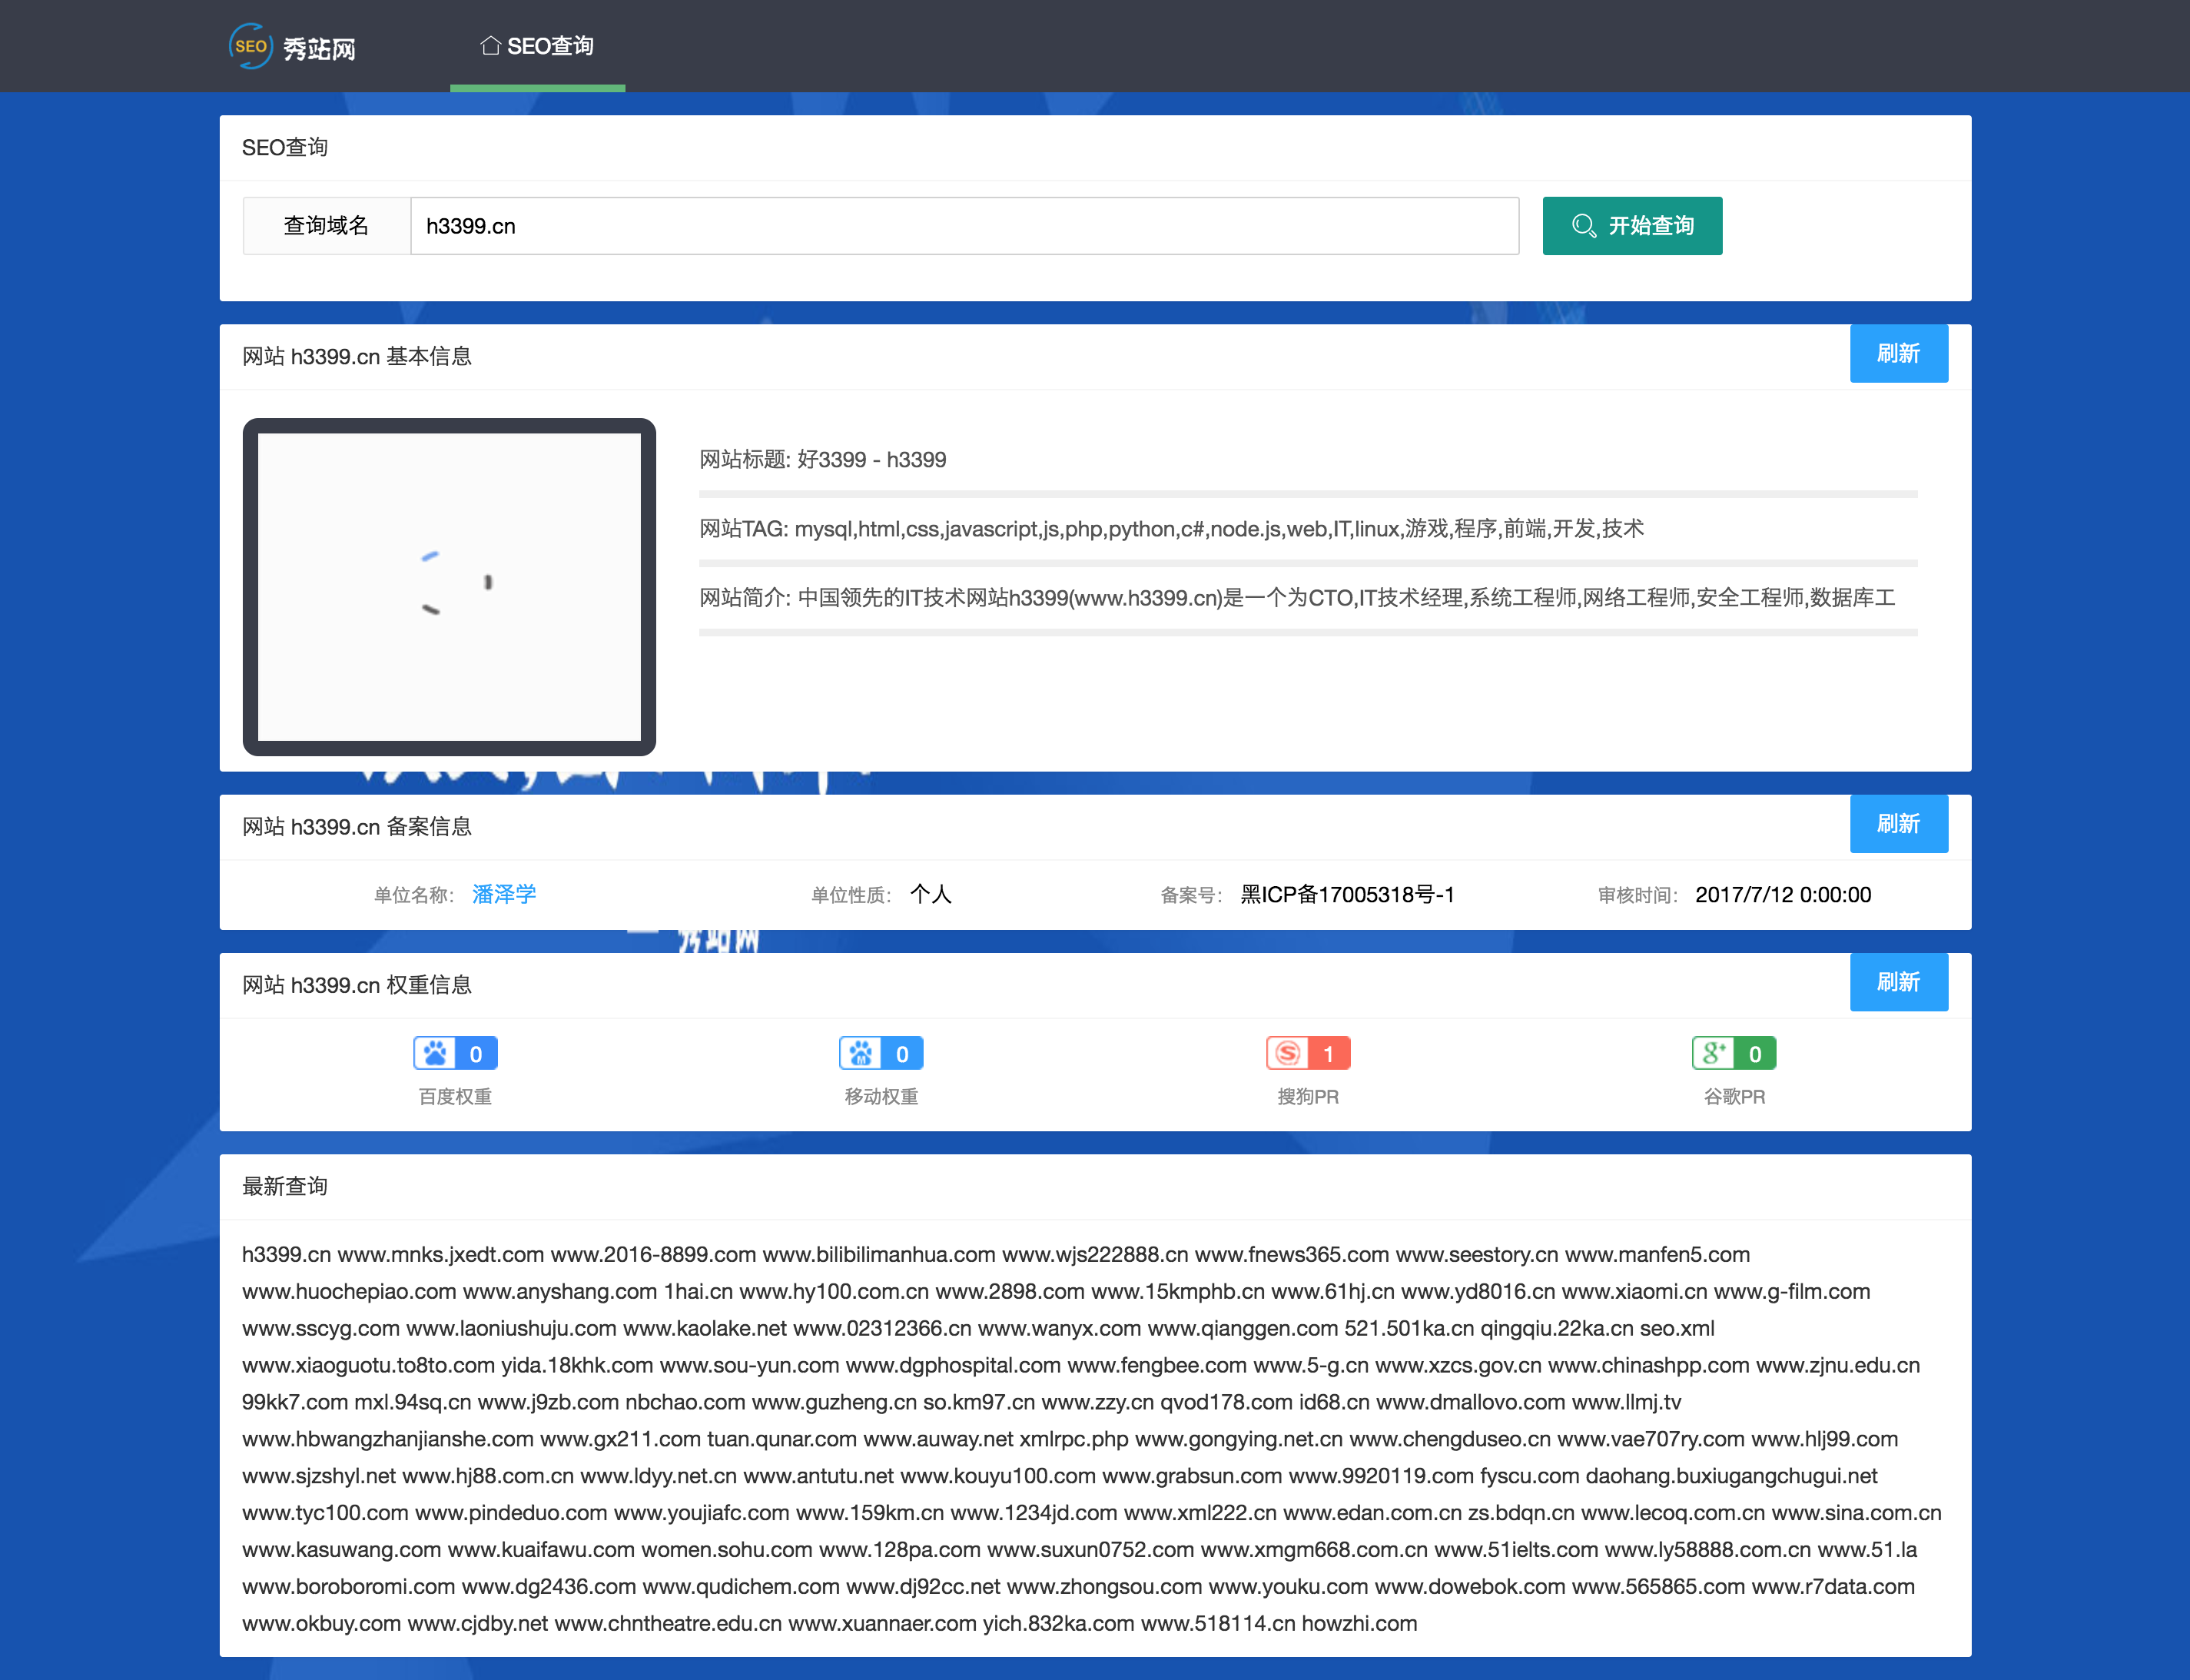 SEO 秀站网
SEO查询
SEO查询
查询域名 h3399.cn 开始查询
网站 h3399.cn 基本信息 刷新
网站标题: 好3399 - h3399
网站TAG: mysql,html,css,javascript,js,php,python,c#,node.js,web,IT,linux,游戏,程序,前端,开发,技术
网站简介: 中国领先的IT技术网站h3399(www.h3399.cn)是一个为CTO,IT技术经理,系统工程师,网络工程师,安全工程师,数据库工
网站 h3399.cn 备案信息 刷新
单位名称: 潘泽学 单位性质: 个人 备案号: 黑ICP备17005318号-1 审核时间: 2017/7/12 0:00:00
秀站网
网站 h3399.cn 权重信息 刷新
0 M 0 S 1 g+ 0
百度权重 移动权重 搜狗PR 谷歌PR
最新查询
h3399.cn www.mnks.jxedt.com www.2016-8899.com www.bilibilimanhua.com www.wjs222888.cn www.fnews365.com www.seestory.cn www.manfen5.com
www.huochepiao.com www.anyshang.com 1hai.cn www.hy100.com.cn www.2898.com www.15kmphb.cn www.61hj.cn www.yd8016.cn www.xiaomi.cn www.g-film.com
www.sscyg.com www.laoniushuju.com www.kaolake.net www.02312366.cn www.wanyx.com www.qianggen.com 521.501ka.cn qingqiu.22ka.cn seo.xml
www.xiaoguotu.to8to.com yida.18khk.com www.sou-yun.com www.dgphospital.com www.fengbee.com www.5-g.cn www.xzcs.gov.cn www.chinashpp.com www.zjnu.edu.cn
99kk7.com mxl.94sq.cn www.j9zb.com nbchao.com www.guzheng.cn so.km97.cn www.zzy.cn qvod178.com id68.cn www.dmallovo.com www.llmj.tv
www.hbwangzhanjianshe.com www.gx211.com tuan.qunar.com www.auway.net xmlrpc.php www.gongying.net.cn www.chengduseo.cn www.vae707ry.com www.hlj99.com
www.sjzshyl.net www.hj88.com.cn www.ldyy.net.cn www.antutu.net www.kouyu100.com www.grabsun.com www.9920119.com fyscu.com daohang.buxiugangchugui.net
www.tyc100.com www.pindeduo.com www.youjiafc.com www.159km.cn www.1234jd.com www.xml222.cn www.edan.com.cn zs.bdqn.cn www.lecoq.com.cn www.sina.com.cn
www.kasuwang.com www.kuaifawu.com women.sohu.com www.128pa.com www.suxun0752.com www.xmgm668.com.cn www.51ielts.com www.ly58888.com.cn www.51.la
www.boroboromi.com www.dg2436.com www.qudichem.com www.dj92cc.net www.zhongsou.com www.youku.com www.dowebok.com www.565865.com www.r7data.com
www.okbuy.com www.cjdby.net www.chntheatre.edu.cn www.xuannaer.com yich.832ka.com www.518114.cn howzhi.com